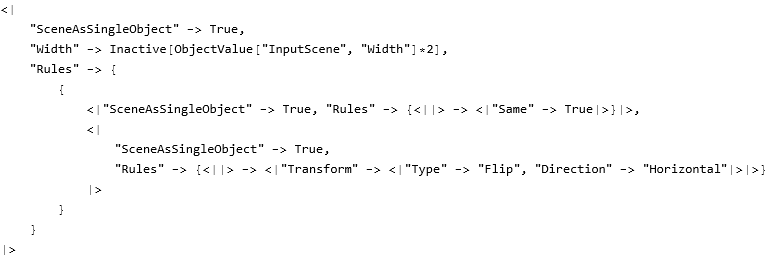 <|
    "SceneAsSingleObject" -> True,
    "Width" -> Inactive[ObjectValue["InputScene", "Width"]*2],
    "Rules" -> {
        {
            <|"SceneAsSingleObject" -> True, "Rules" -> {<||> -> <|"Same" -> True|>}|>,
            <|
                "SceneAsSingleObject" -> True,
                "Rules" -> {<||> -> <|"Transform" -> <|"Type" -> "Flip", "Direction" -> "Horizontal"|>|>}
            |>
        }
    }
|>